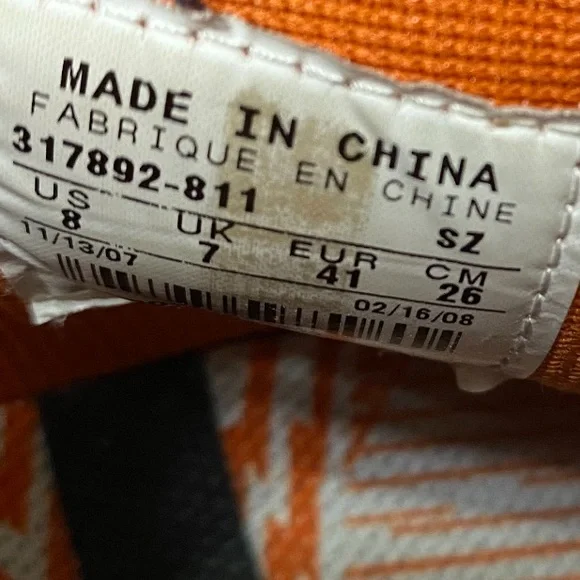 MADE IN CHINA
FABRIQUE EN CHINE
317892-811 SZ
US UK EUR CM
8 7 41 26
11/13/07 02/16/08